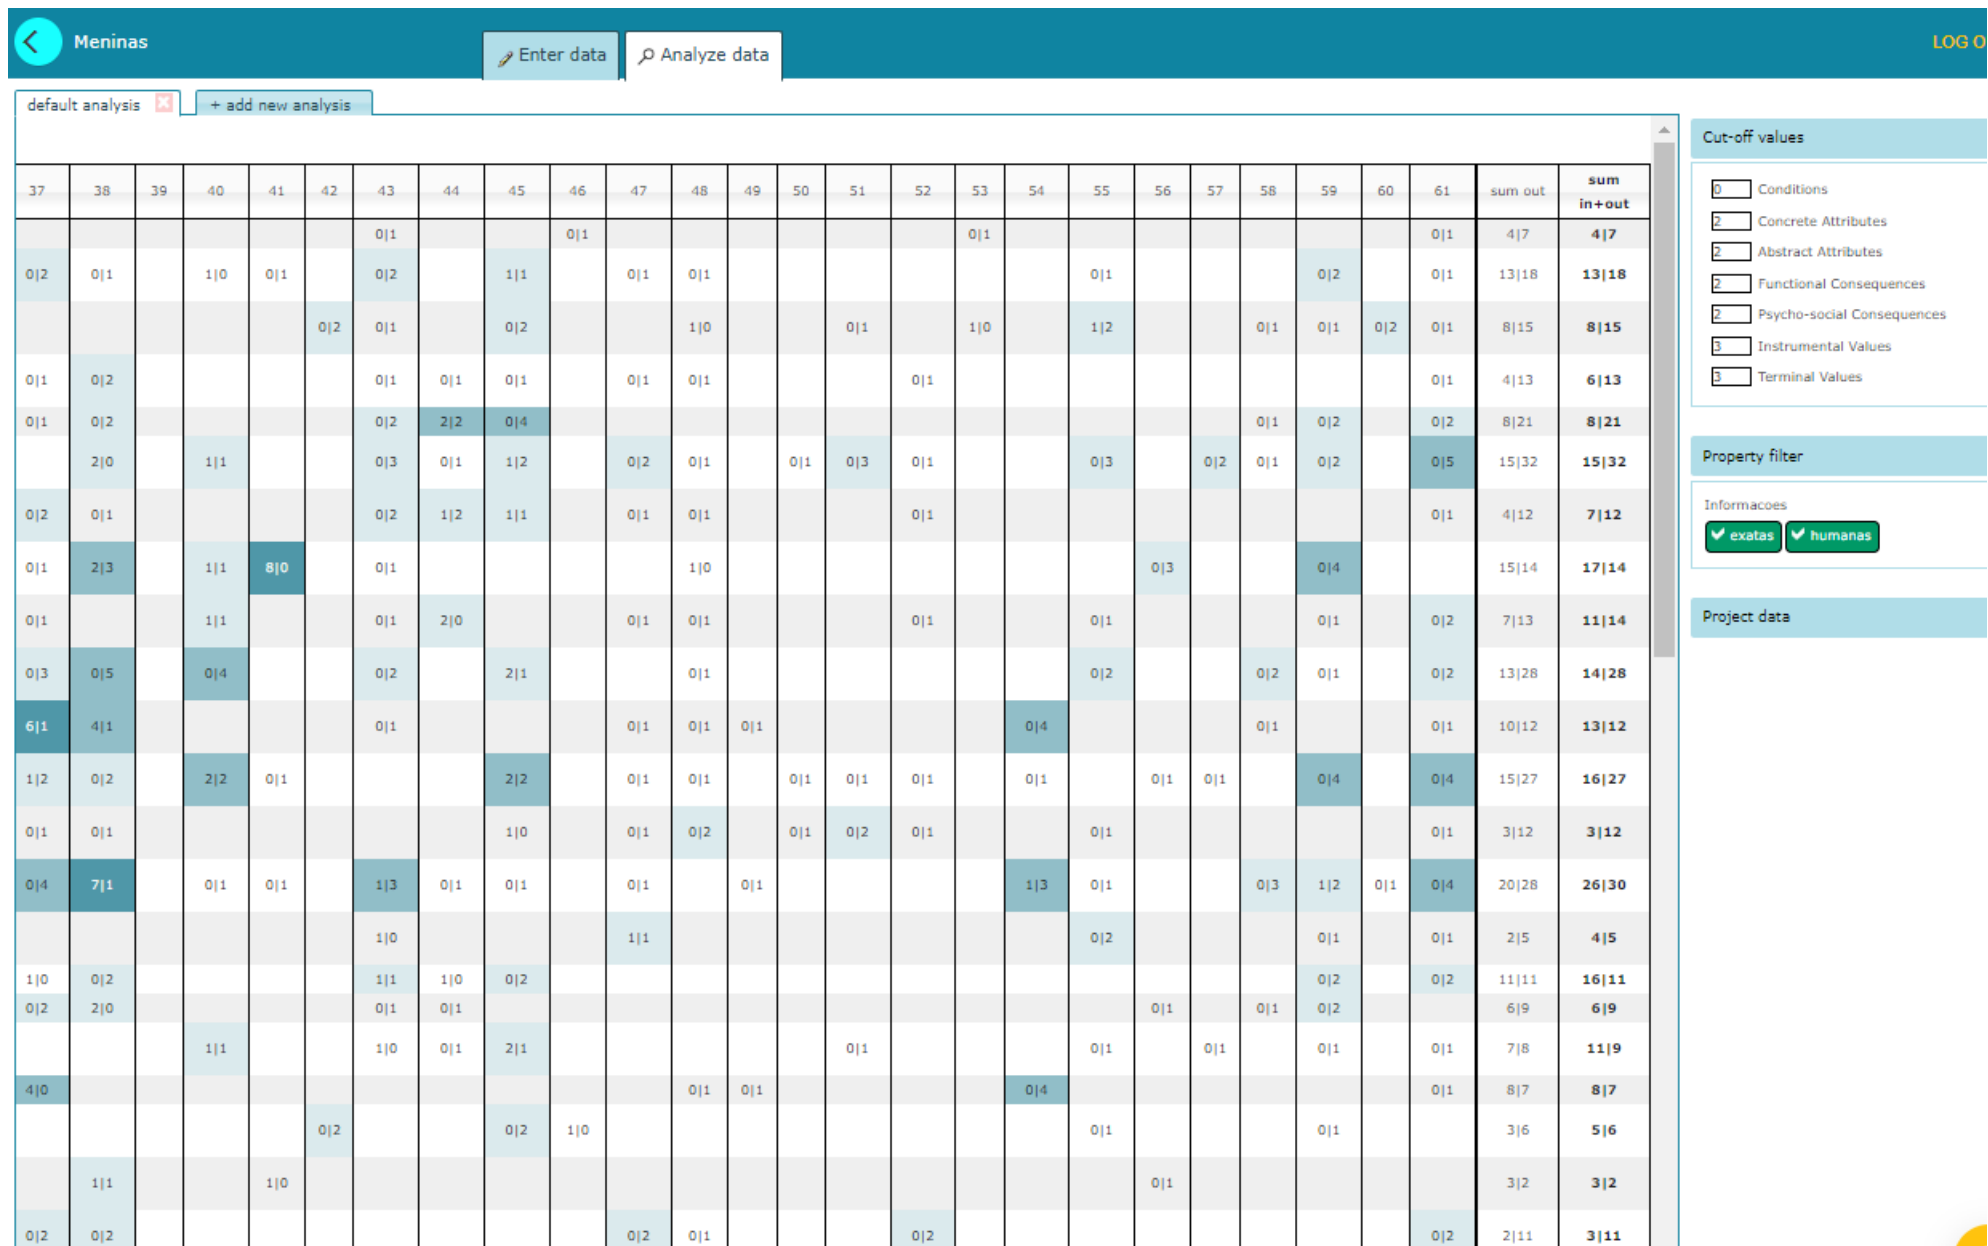 Meninas
Enter data
Analyze data
LOG O
default analysis
+ add new analysis
37 38 39 40 41 42 43 44 45 46 47 48 49 50 51 52 53 54 55 56 57 58 59 60 61 sum out sum in+out
0|1 0|1 0|1 0|1 4|7 4|7
0|2 0|1 1|0 0|1 0|2 1|1 0|1 0|1 0|1 0|2 0|1 13|18 13|18
0|2 0|1 0|2 1|0 0|1 1|0 1|2 0|1 0|1 0|2 0|1 8|15 8|15
0|1 0|2 0|1 0|1 0|1 0|1 0|1 0|1 0|1 4|13 6|13
0|1 0|2 0|2 2|2 0|4 0|1 0|2 0|2 8|21 8|21
2|0 1|1 0|3 0|1 1|2 0|2 0|1 0|1 0|3 0|1 0|3 0|2 0|1 0|2 0|5 15|32 15|32
0|2 0|1 0|2 1|2 1|1 0|1 0|1 0|1 0|1 4|12 7|12
0|1 2|3 1|1 8|0 0|1 1|0 0|3 0|4 15|14 17|14
0|1 1|1 0|1 2|0 0|1 0|1 0|1 0|1 0|1 0|2 7|13 11|14
0|3 0|5 0|4 0|2 2|1 0|1 0|2 0|2 0|1 0|2 13|28 14|28
6|1 4|1 0|1 0|1 0|1 0|1 0|4 0|1 0|1 10|12 13|12
1|2 0|2 2|2 0|1 2|2 0|1 0|1 0|1 0|1 0|1 0|1 0|1 0|1 0|4 0|4 15|27 16|27
0|1 0|1 1|0 0|1 0|2 0|1 0|2 0|1 0|1 0|1 3|12 3|12
0|4 7|1 0|1 0|1 1|3 0|1 0|1 0|1 0|1 1|3 0|1 0|3 1|2 0|1 0|4 20|28 26|30
1|0 1|1 0|2 0|1 0|1 2|5 4|5
1|0 0|2 1|1 1|0 0|2 0|2 0|2 11|11 16|11
0|2 2|0 0|1 0|1 0|1 0|1 0|2 6|9 6|9
1|1 1|0 0|1 2|1 0|1 0|1 0|1 0|1 0|1 7|8 11|9
4|0 0|1 0|1 0|4 0|1 8|7 8|7
0|2 0|2 1|0 0|1 0|1 3|6 5|6
1|1 1|0 0|1 3|2 3|2
0|2 0|2 0|2 0|1 0|2 0|2 2|11 3|11
Cut-off values
0 Conditions
2 Concrete Attributes
2 Abstract Attributes
2 Functional Consequences
2 Psycho-social Consequences
3 Instrumental Values
3 Terminal Values
Property filter
Informacoes
exatas humanas
Project data